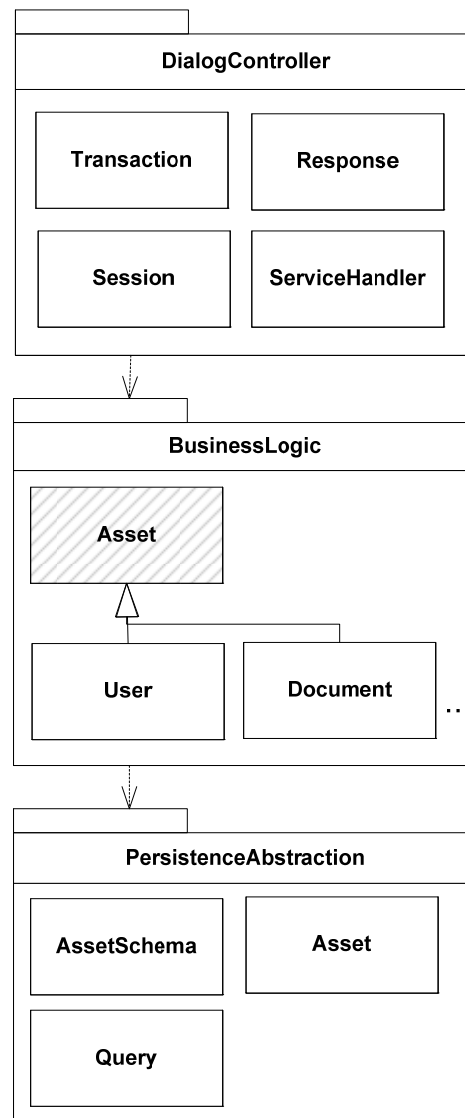 DialogController
Transaction
Response
Session
ServiceHandler
BusinessLogic
Asset
User
Document
..
PersistenceAbstraction
AssetSchema
Asset
Query